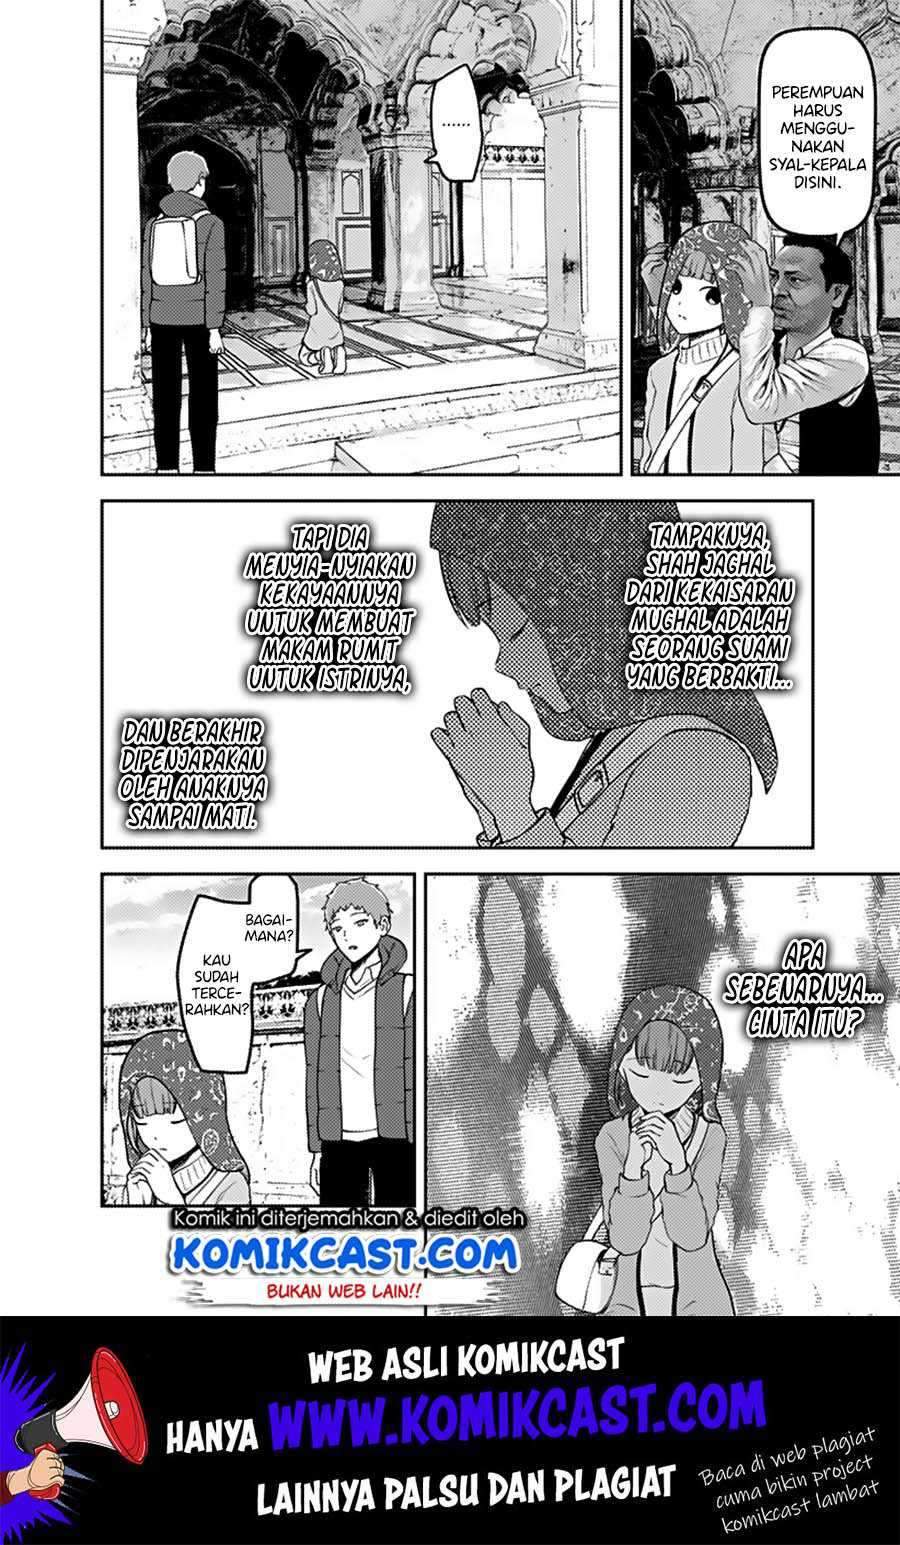 PEREMPUAN
HARUS
MENGGU-
NAKAN
SYAL-KEPALA
DISINI.
......
TAMPAKNYA,
SHAH JAGHAL
DARI KEKAISARAN
MUGHAL ADALAH
SEORANG SUAMI
YANG BERBAKTI...
TAPI DIA
MENYIA-NYIAKAN
KEKAYAANNYA
UNTUK MEMBUAT
MAKAM RUMIT
UNTUK ISTRINYA,
DAN BERAKHIR
DIPENJARAKAN
OLEH ANAKNYA
SAMPAI MATI.
APA
SEBENARNYA...
CINTA ITU?
BAGAI-
MANA?
KAU
SUDAH
TERCE-
RAHKAN?
Komik ini diterjemahkan & diedit oleh
KOMIKCAST.COM
BUKAN WEB LAIN!!
WEB ASLI KOMIKCAST
HANYA WWW.KOMIKCAST.COM
LAINNYA PALSU DAN PLAGIAT
Baca di web plagiat
cuma bikin project
komikcast lambat